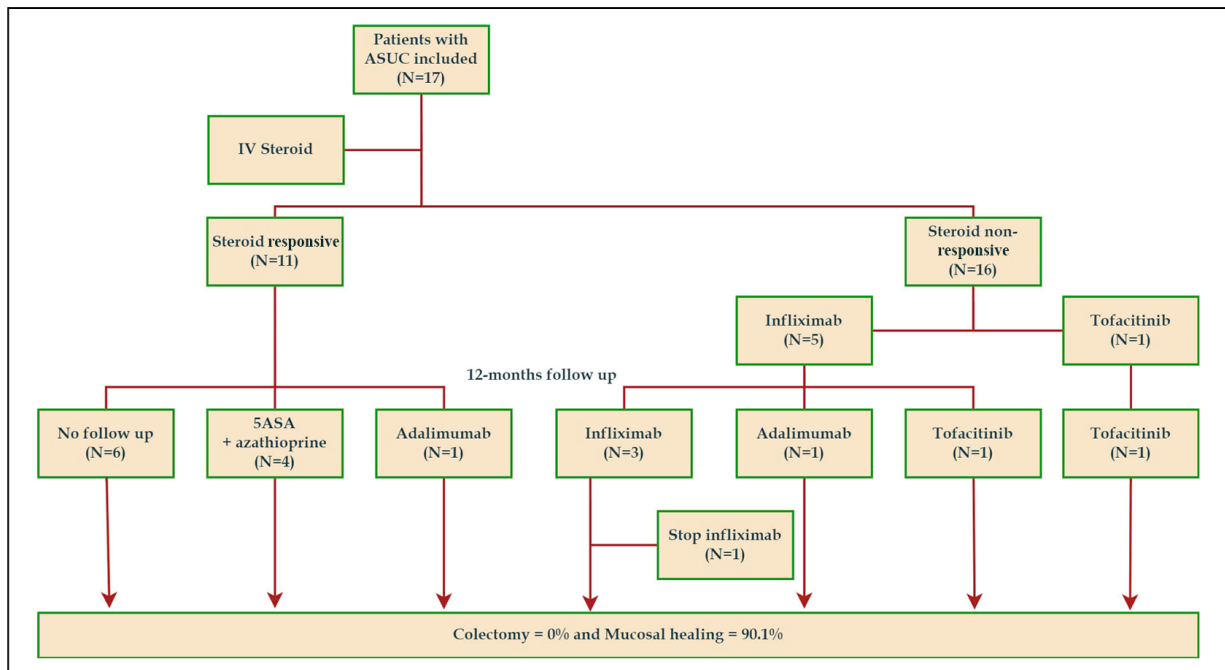 Patients with
ASUC included
(N=17)
IV Steroid
Steroid responsive
(N=11)
Steroid non-
responsive
(N=16)
Infliximab
(N=5)
Tofacitinib
(N=1)
12-months follow up
No follow up
(N=6)
5ASA
+ azathioprine
(N=4)
Adalimumab
(N=1)
Infliximab
(N=3)
Adalimumab
(N=1)
Tofacitinib
(N=1)
Tofacitinib
(N=1)
Stop infliximab
(N=1)
Colectomy = 0% and Mucosal healing = 90.1%